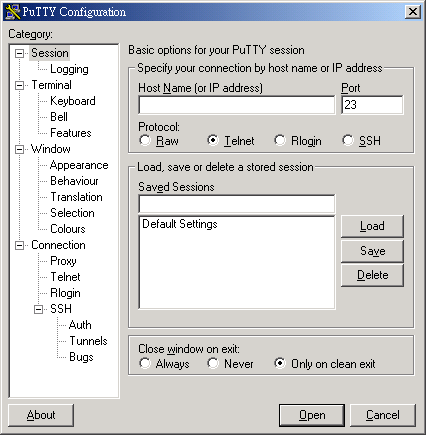 PuTTY Configuration
Category:
Session
Logging
Terminal
Keyboard
Bell
Features
Window
Appearance
Behaviour
Translation
Selection
Colours
Connection
Proxy
Telnet
Rlogin
SSH
Auth
Tunnels
Bugs
Basic options for your PuTTY session
Specify your connection by host name or IP address
Host Name (or IP address) Port
23
Protocol:
Raw Telnet Rlogin SSH
Load, save or delete a stored session
Saved Sessions
Default Settings
Load
Save
Delete
Close window on exit:
Always Never Only on clean exit
About Open Cancel